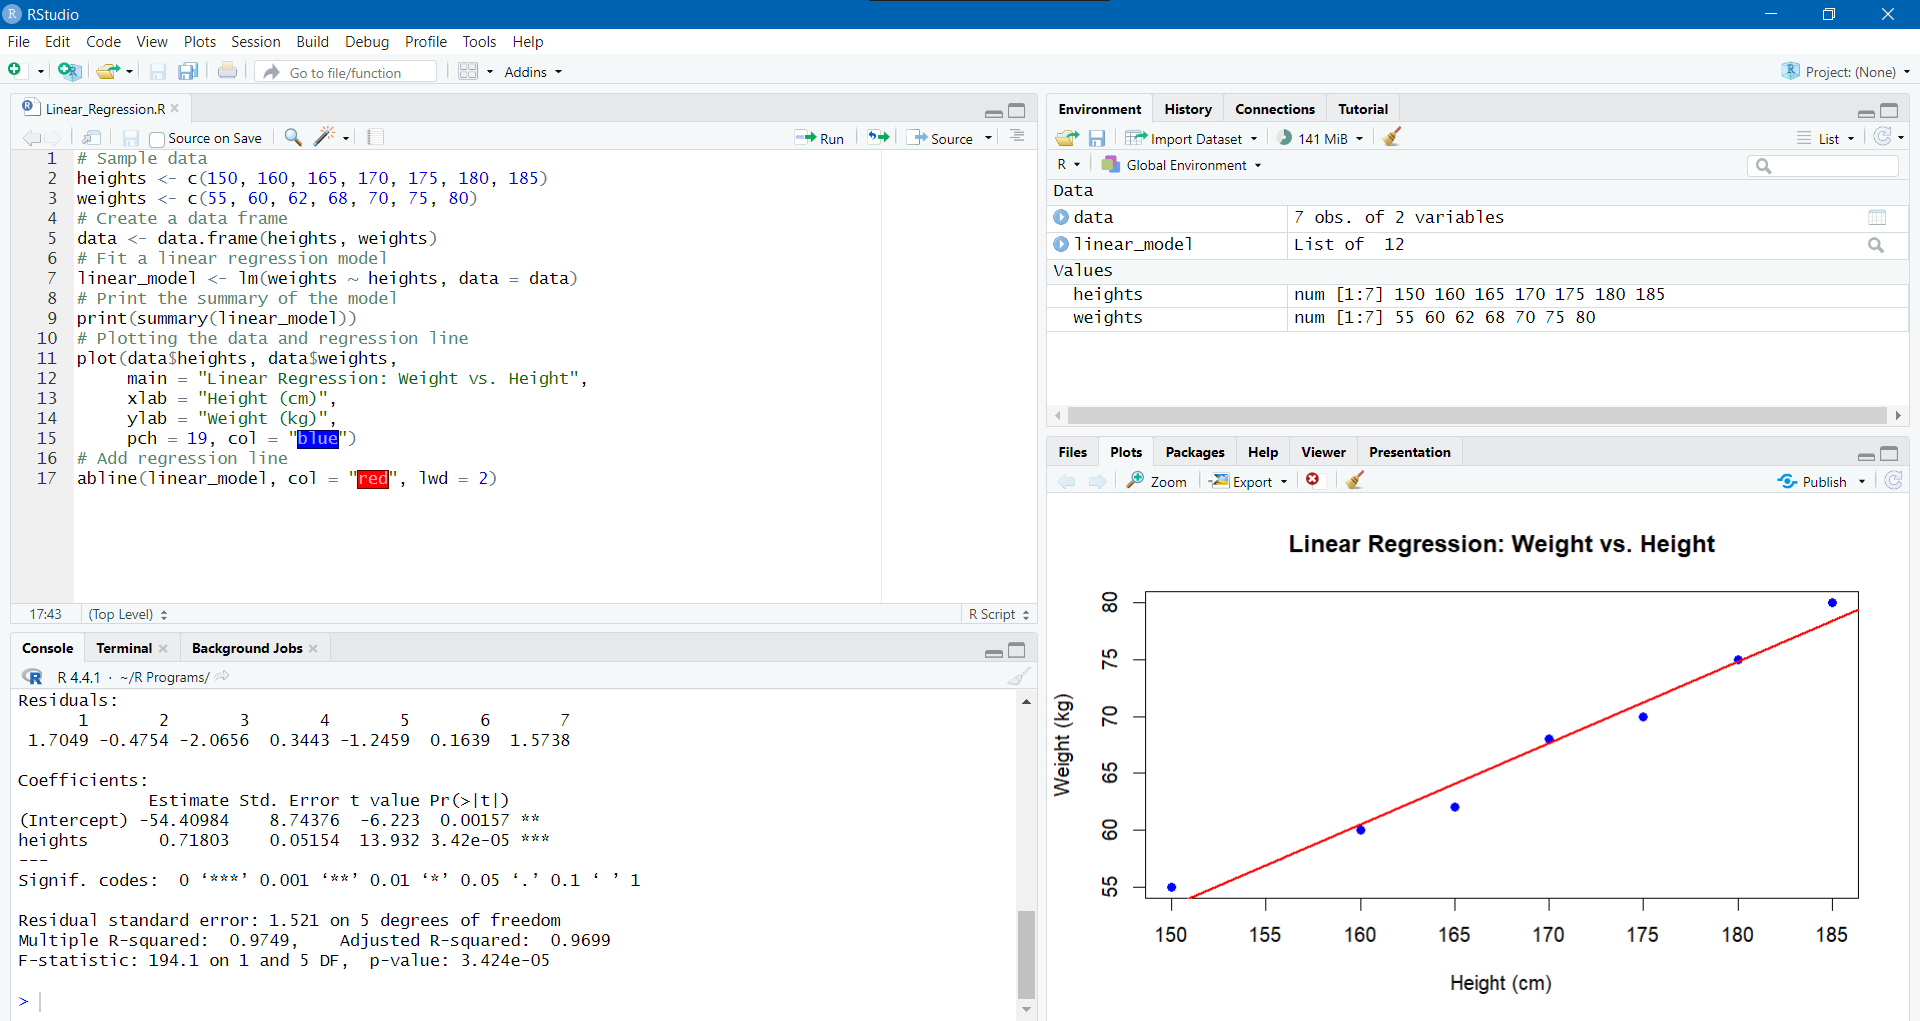 RStudio
File Edit Code View Plots Session Build Debug Profile Tools Help
Go to file/function Addins Project: (None)
Linear_Regression.R
Source on Save Run Source
1 # Sample data
2 heights <- c(150, 160, 165, 170, 175, 180, 185)
3 weights <- c(55, 60, 62, 68, 70, 75, 80)
4 # Create a data frame
5 data <- data.frame(heights, weights)
6 # Fit a linear regression model
7 linear_model <- lm(weights ~ heights, data = data)
8 # Print the summary of the model
9 print(summary(linear_model))
10 # Plotting the data and regression line
11 plot(data$heights, data$weights,
12      main = "Linear Regression: Weight vs. Height",
13      xlab = "Height (cm)",
14      ylab = "Weight (kg)",
15      pch = 19, col = "blue")
16 # Add regression line
17 abline(linear_model, col = "red", lwd = 2)
17:43 (Top Level) R Script
Console Terminal Background Jobs
R 4.4.1 · ~/R Programs/
Residuals:
      1       2       3       4       5       6       7
 1.7049 -0.4754 -2.0656  0.3443 -1.2459  0.1639  1.5738
Coefficients:
             Estimate Std. Error t value Pr(>|t|)
(Intercept) -54.40984    8.74376  -6.223  0.00157 **
heights       0.71803    0.05154  13.932 3.42e-05 ***
---
Signif. codes:  0 ‘***’ 0.001 ‘**’ 0.01 ‘*’ 0.05 ‘.’ 0.1 ‘ ’ 1
Residual standard error: 1.521 on 5 degrees of freedom
Multiple R-squared:  0.9749,    Adjusted R-squared:  0.9699
F-statistic: 194.1 on 1 and 5 DF,  p-value: 3.424e-05
>
Environment History Connections Tutorial
Import Dataset 141 MiB List
R Global Environment
Data
data 7 obs. of 2 variables
linear_model List of  12
Values
heights num [1:7] 150 160 165 170 175 180 185
weights num [1:7] 55 60 62 68 70 75 80
Files Plots Packages Help Viewer Presentation
Zoom Export Publish
Linear Regression: Weight vs. Height
Weight (kg)
80
75
70
65
60
55
150 155 160 165 170 175 180 185
Height (cm)